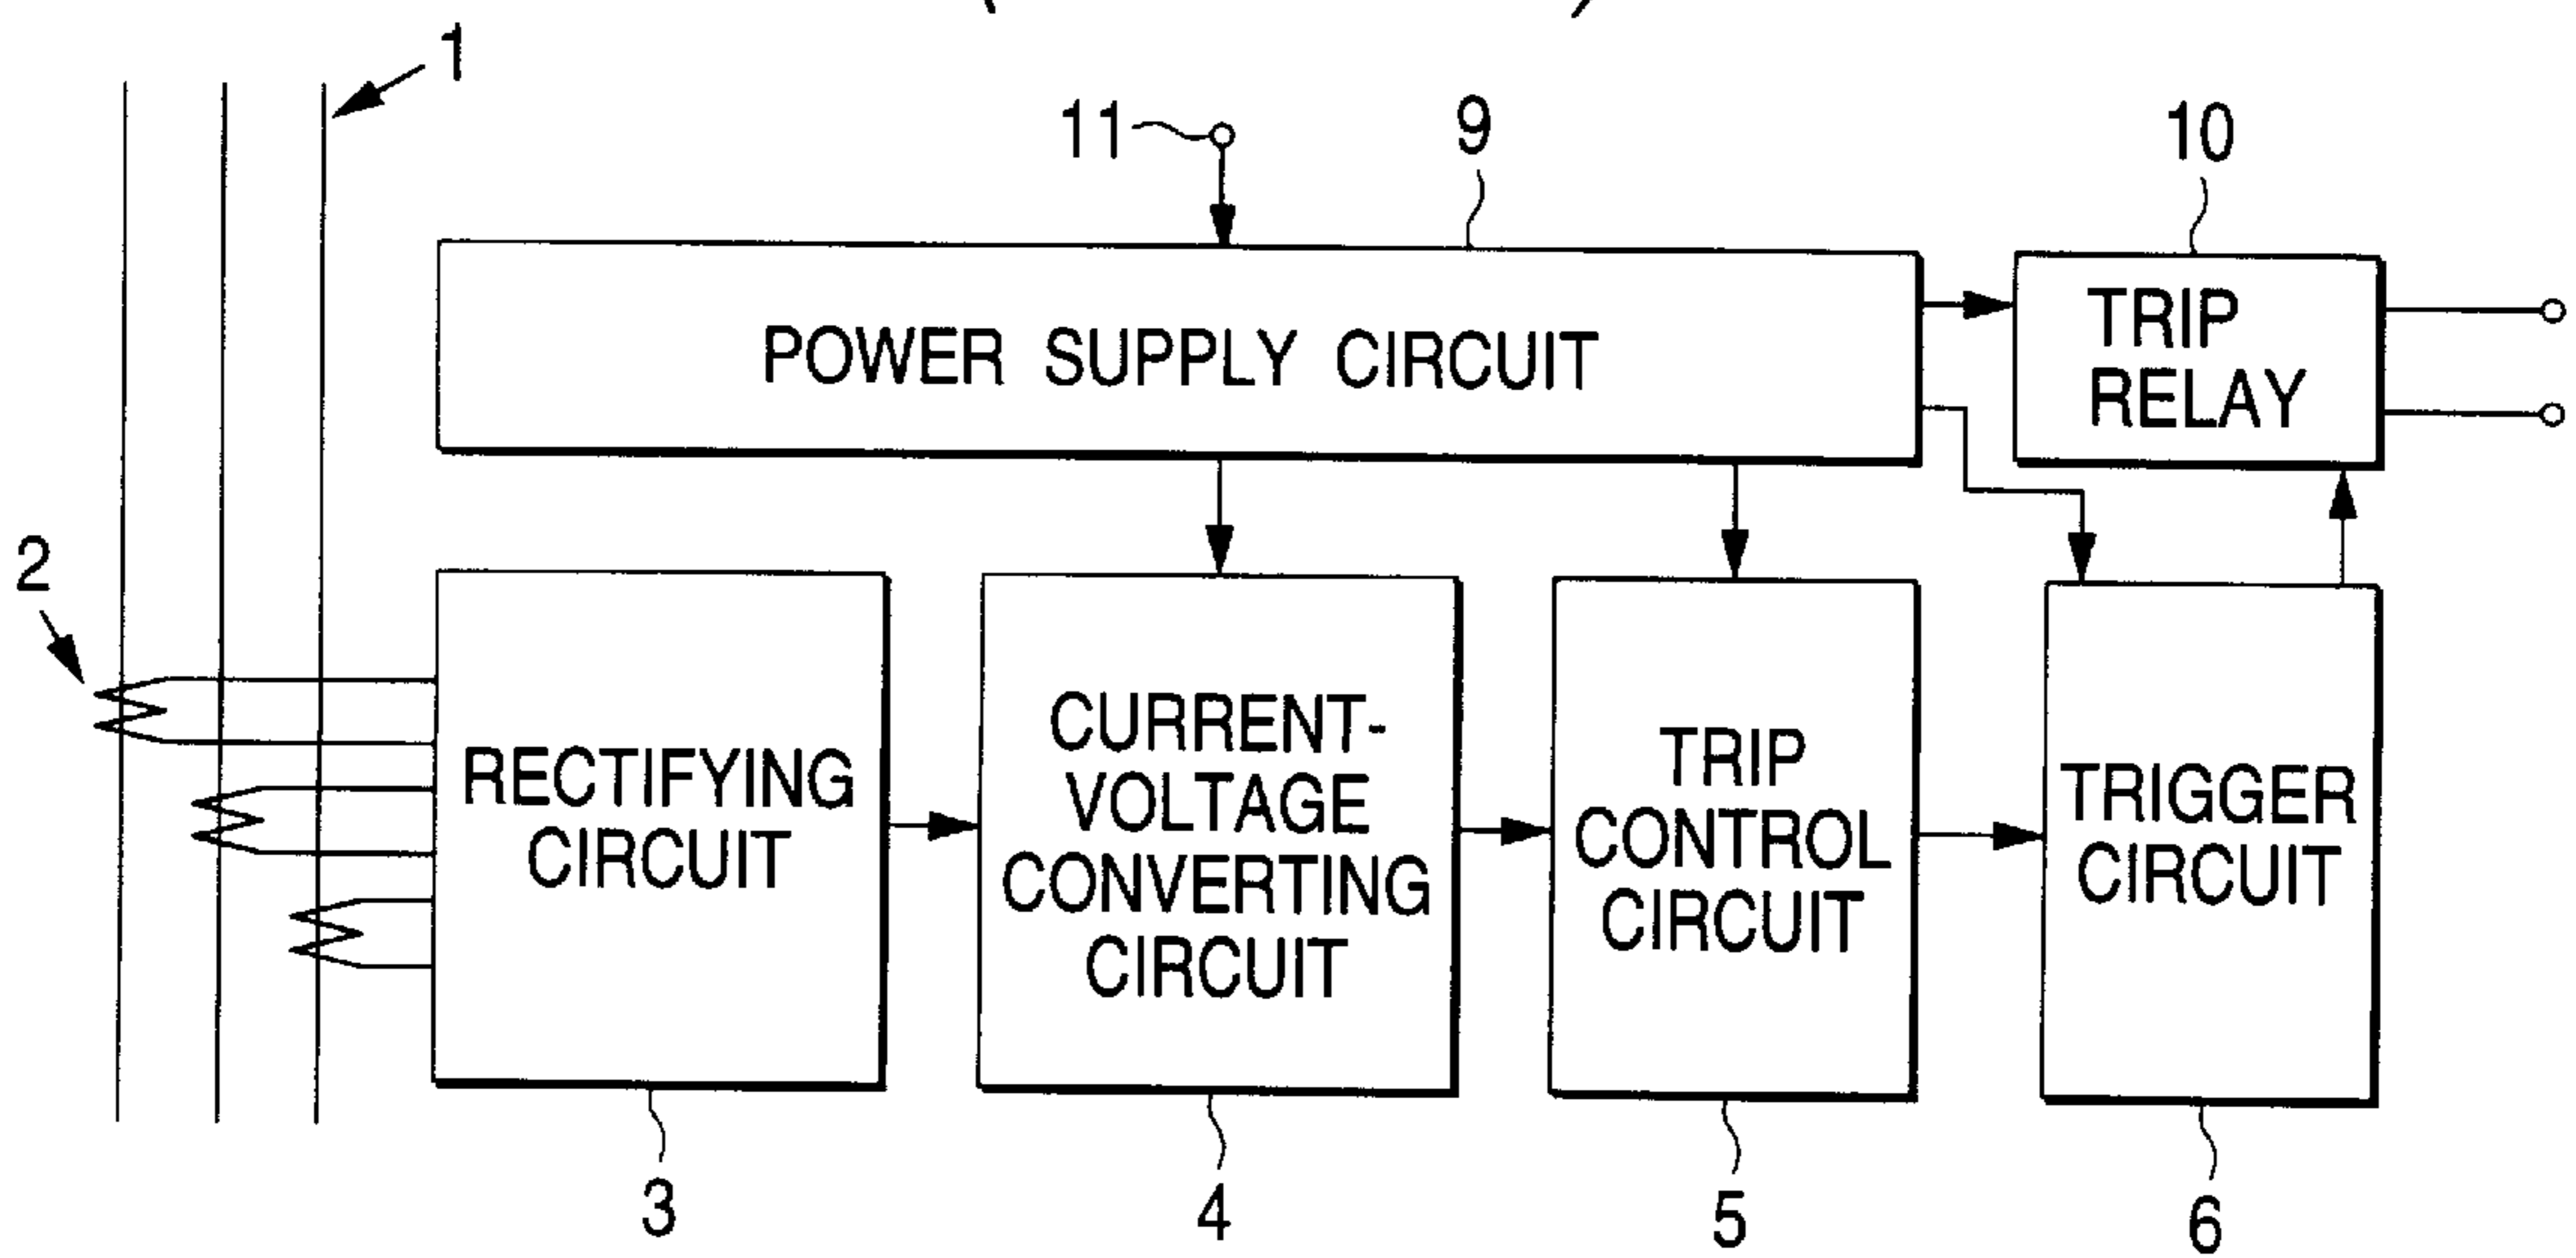 1
11
9
10
POWER SUPPLY CIRCUIT
TRIP
RELAY
2
RECTIFYING
CIRCUIT
CURRENT-
VOLTAGE
CONVERTING
CIRCUIT
TRIP
CONTROL
CIRCUIT
TRIGGER
CIRCUIT
3
4
5
6